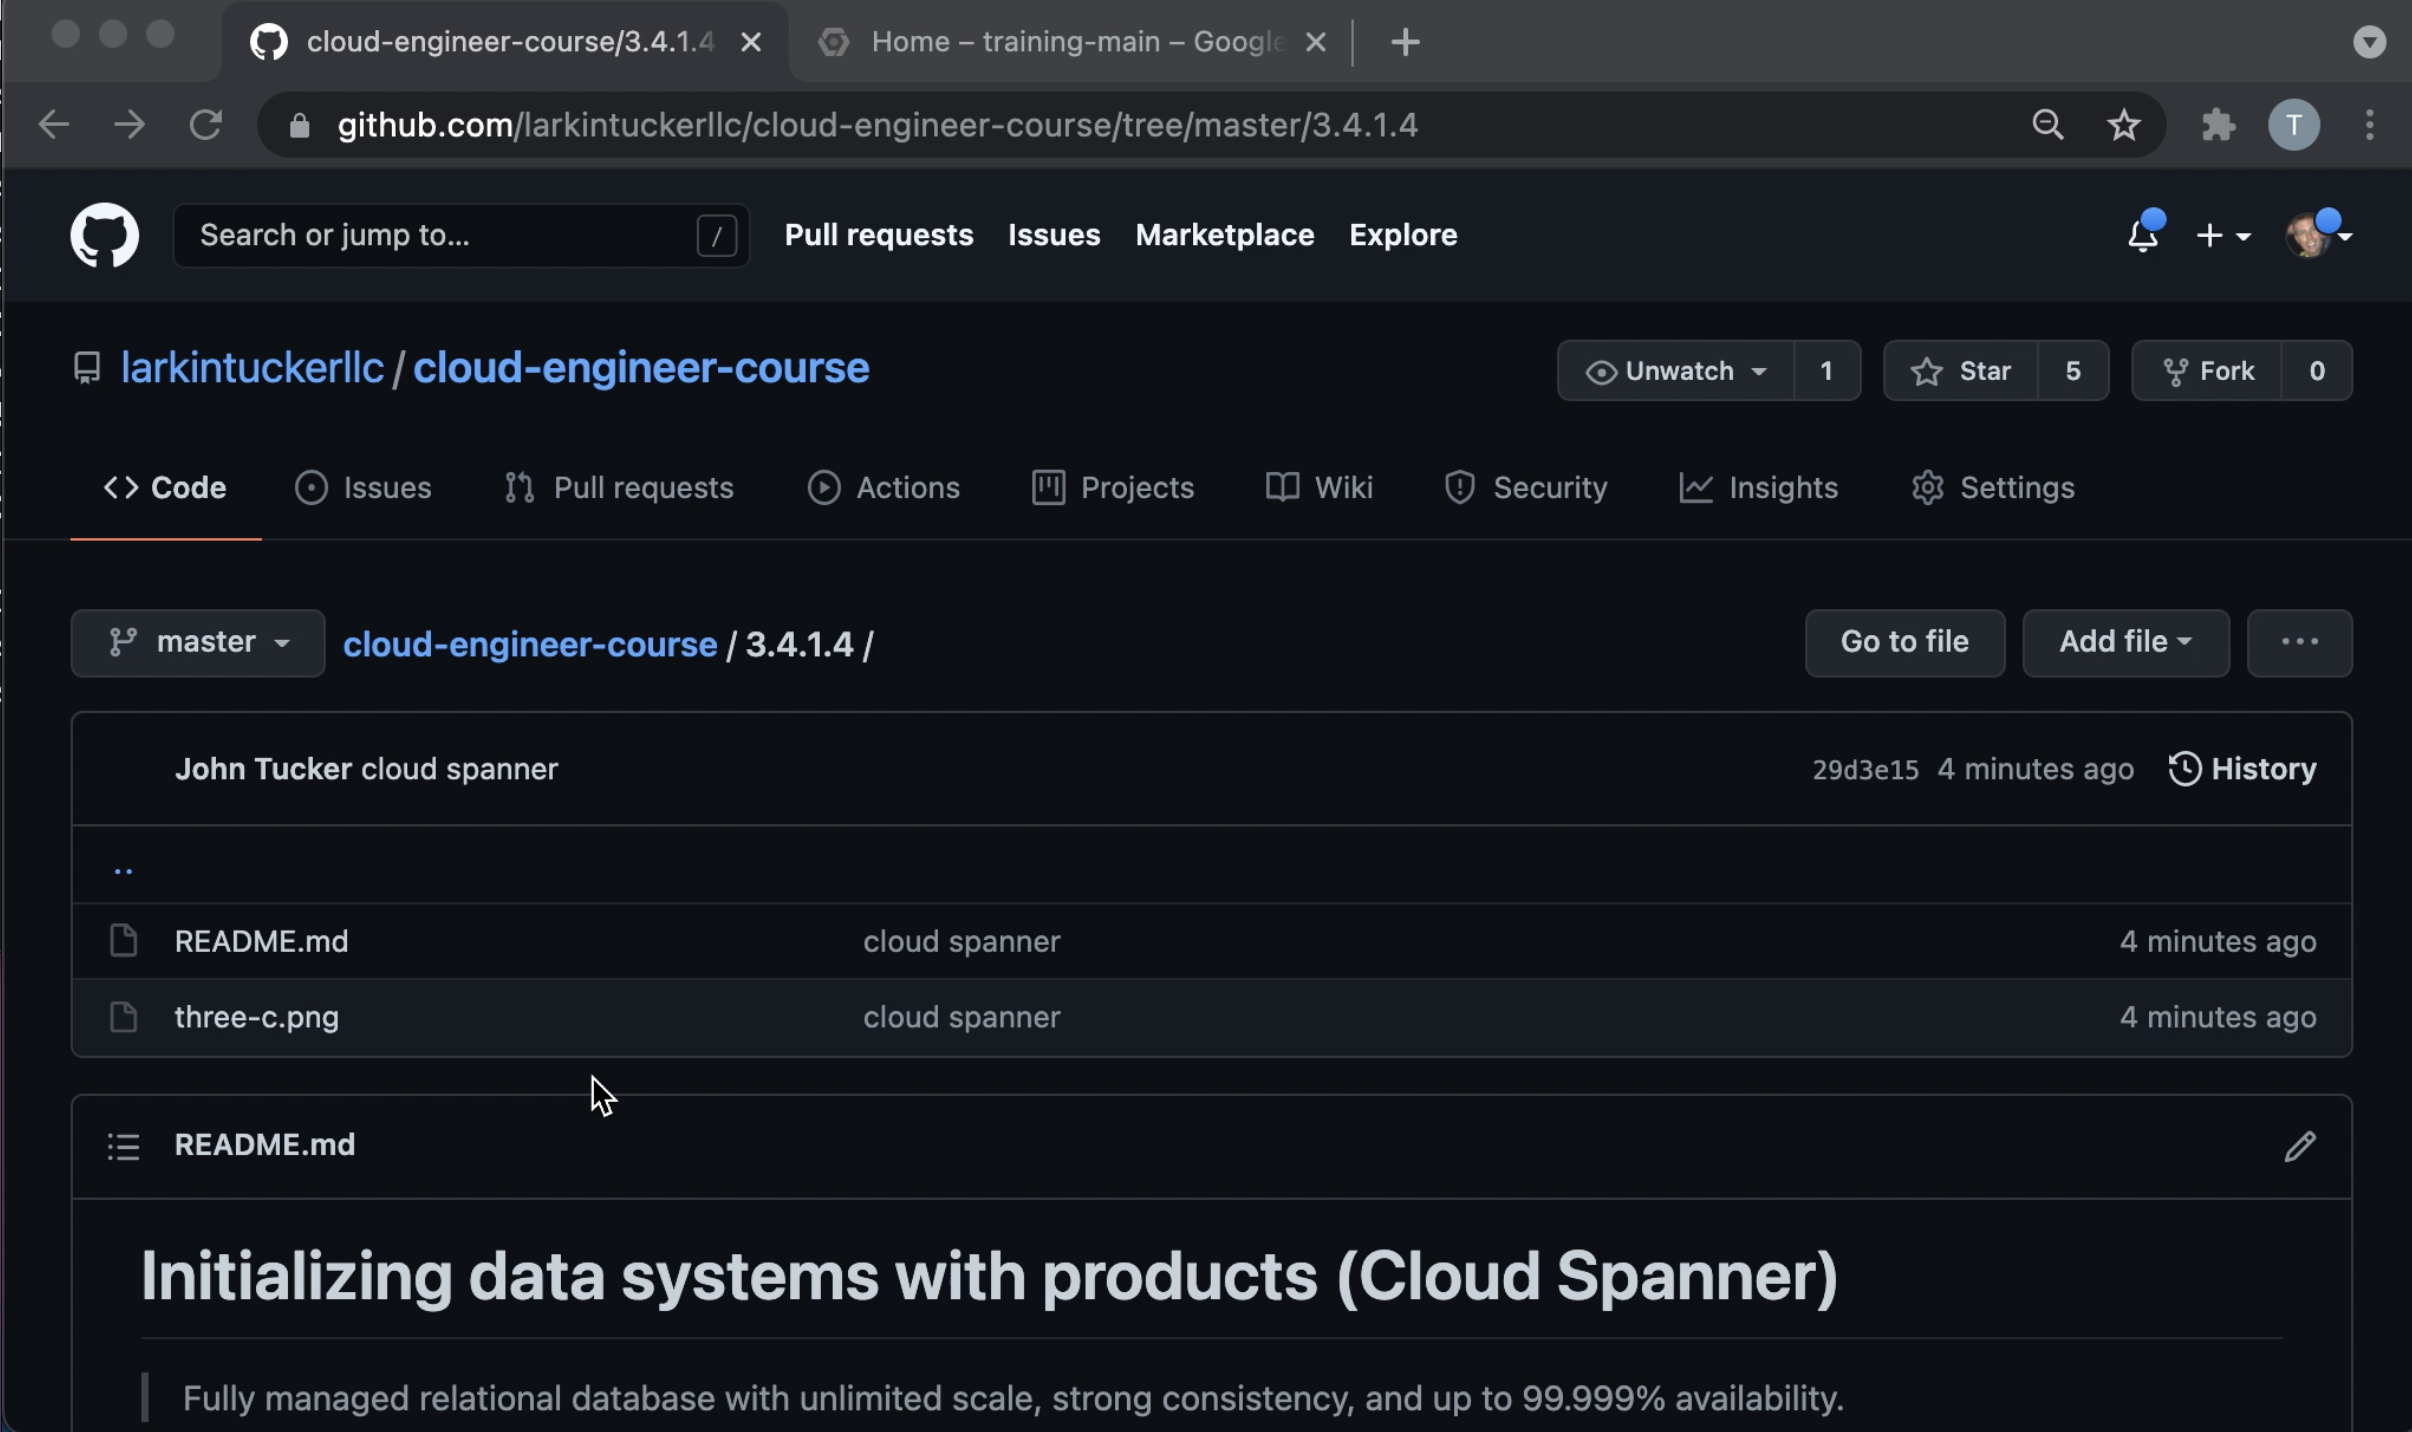 cloud-engineer-course/3.4.1.4
Home – training-main – Google
github.com/larkintuckerllc/cloud-engineer-course/tree/master/3.4.1.4
T
Search or jump to...
/
Pull requests
Issues
Marketplace
Explore
larkintuckerllc / cloud-engineer-course
Unwatch 1
Star 5
Fork 0
Code
Issues
Pull requests
Actions
Projects
Wiki
Security
Insights
Settings
master
cloud-engineer-course / 3.4.1.4 /
Go to file
Add file
...
John Tucker cloud spanner
29d3e15 4 minutes ago
History
..
README.md cloud spanner 4 minutes ago
three-c.png cloud spanner 4 minutes ago
README.md
Initializing data systems with products (Cloud Spanner)
Fully managed relational database with unlimited scale, strong consistency, and up to 99.999% availability.